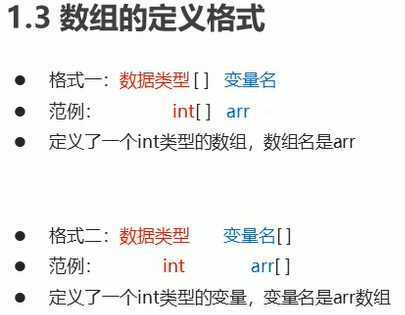 1.3 数组的定义格式
● 格式一：数据类型[ ] 变量名
● 范例： int[ ] arr
● 定义了一个int类型的数组，数组名是arr
● 格式二：数据类型 变量名[ ]
● 范例： int arr[ ]
● 定义了一个int类型的变量，变量名是arr数组